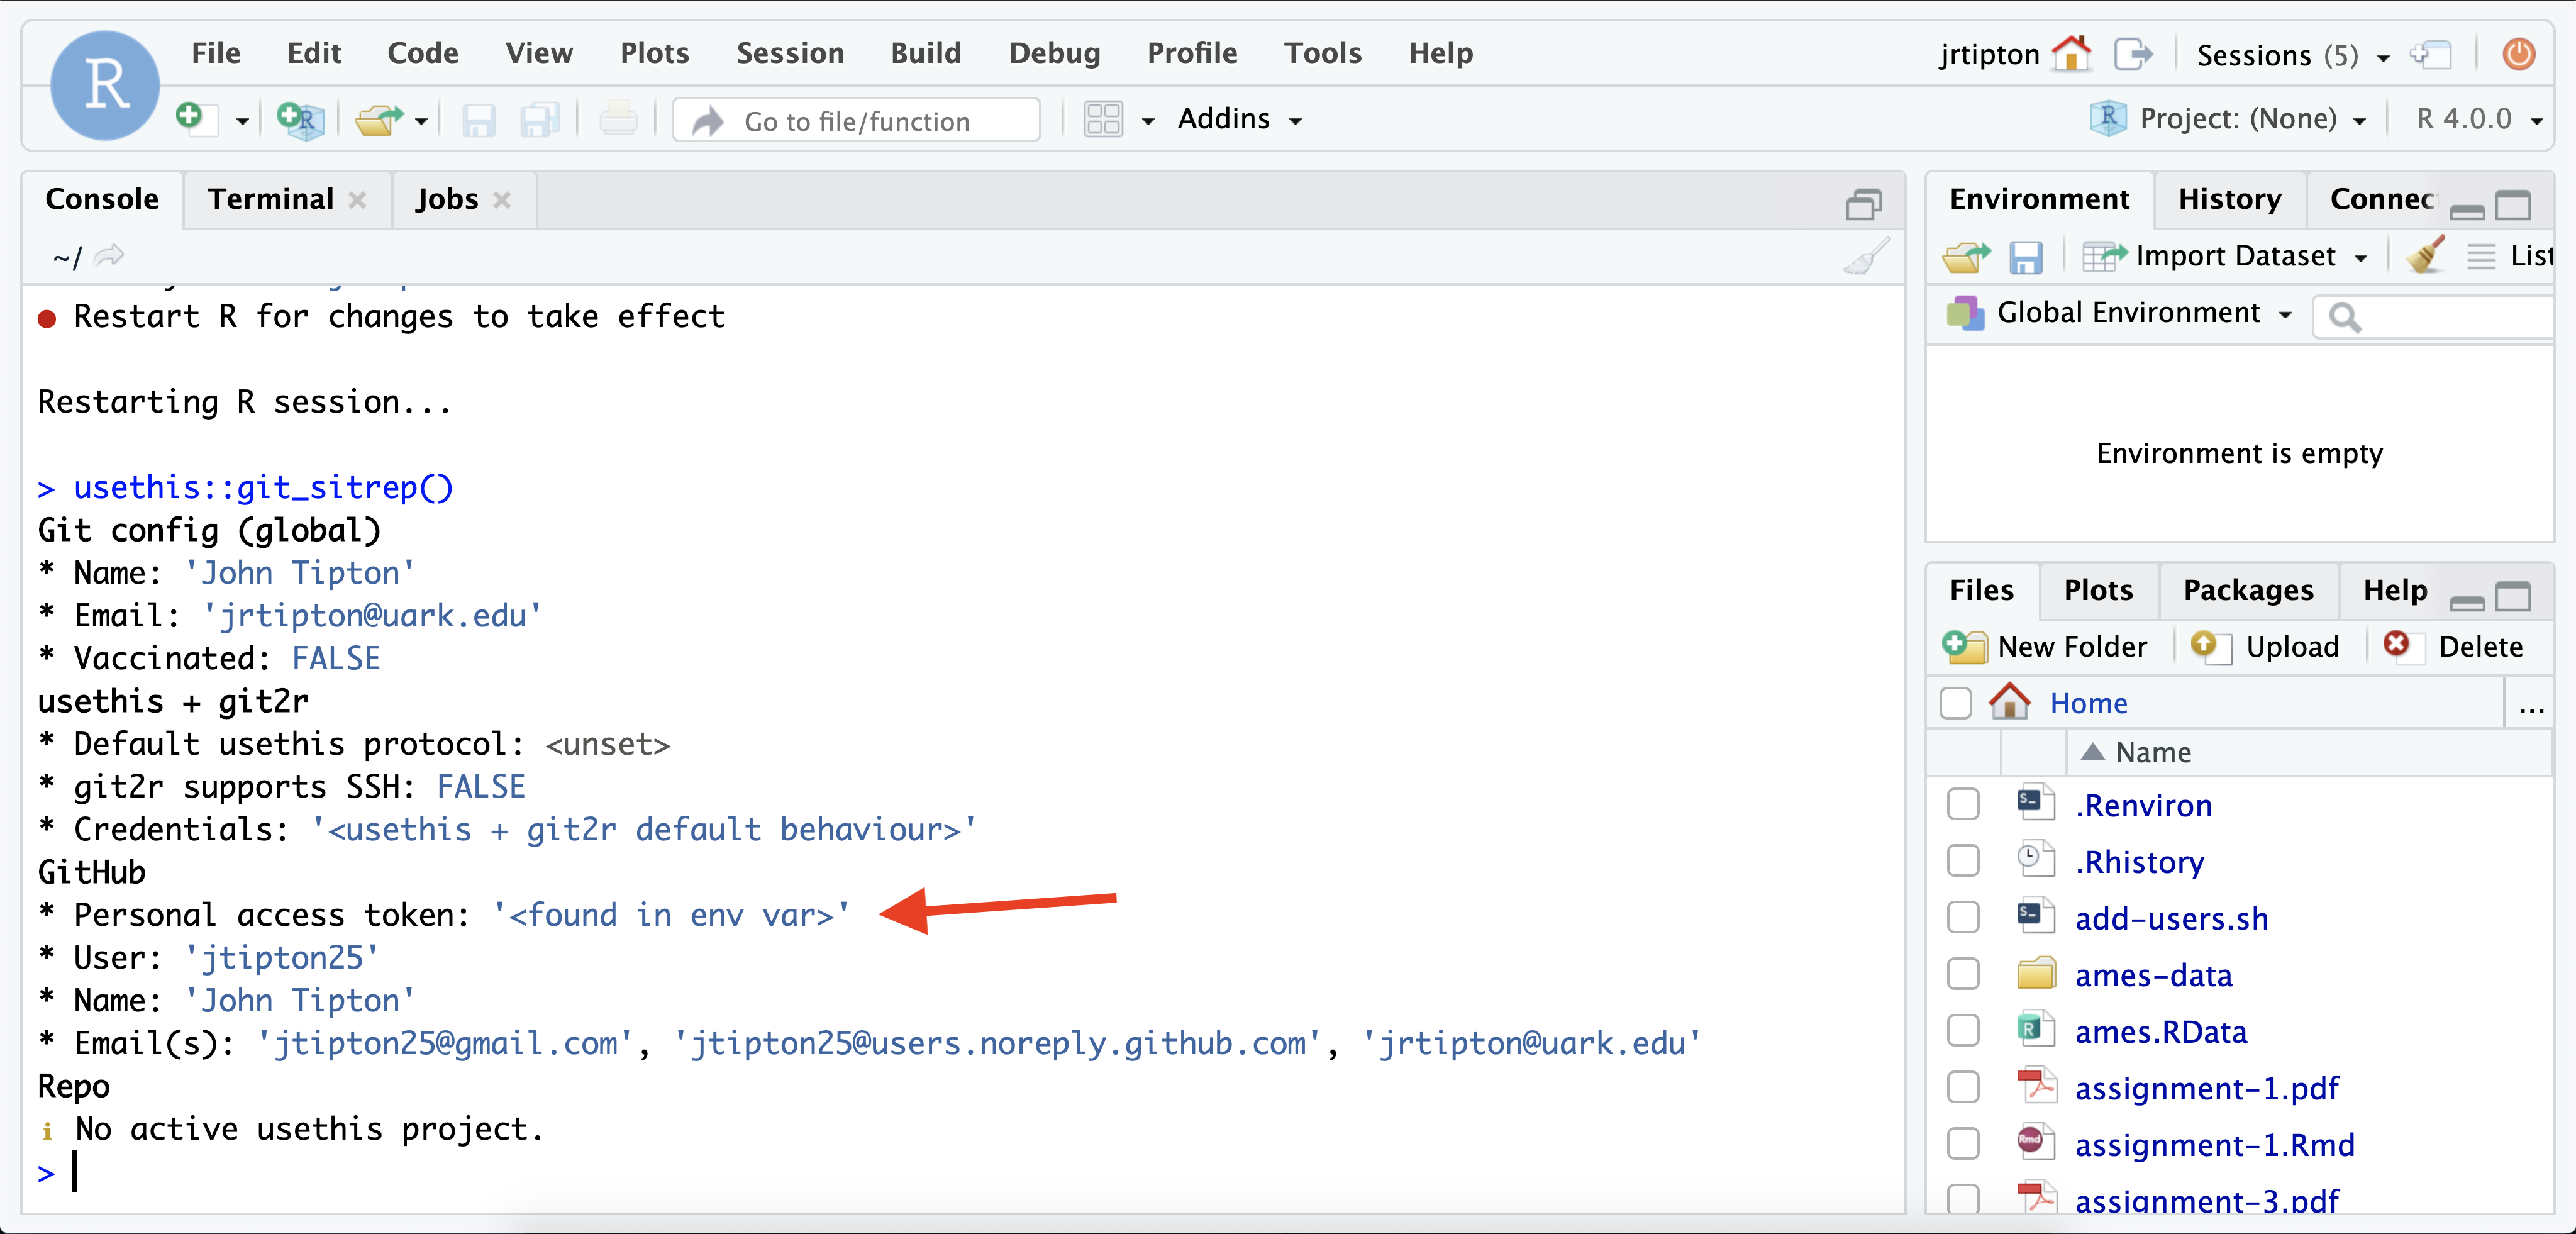 R
File Edit Code View Plots Session Build Debug Profile Tools Help
jrtipton Sessions (5)
Go to file/function Addins
Project: (None) R 4.0.0
Console Terminal Jobs
~/
● Restart R for changes to take effect
Restarting R session...
> usethis::git_sitrep()
Git config (global)
* Name: 'John Tipton'
* Email: 'jrtipton@uark.edu'
* Vaccinated: FALSE
usethis + git2r
* Default usethis protocol: <unset>
* git2r supports SSH: FALSE
* Credentials: '<usethis + git2r default behaviour>'
GitHub
* Personal access token: '<found in env var>'
* User: 'jtipton25'
* Name: 'John Tipton'
* Email(s): 'jtipton25@gmail.com', 'jtipton25@users.noreply.github.com', 'jrtipton@uark.edu'
Repo
i No active usethis project.
>
Environment History Connec
Import Dataset List
Global Environment
Environment is empty
Files Plots Packages Help
New Folder Upload Delete
Home ...
Name
.Renviron
.Rhistory
add-users.sh
ames-data
ames.RData
assignment-1.pdf
assignment-1.Rmd
assignment-3.pdf